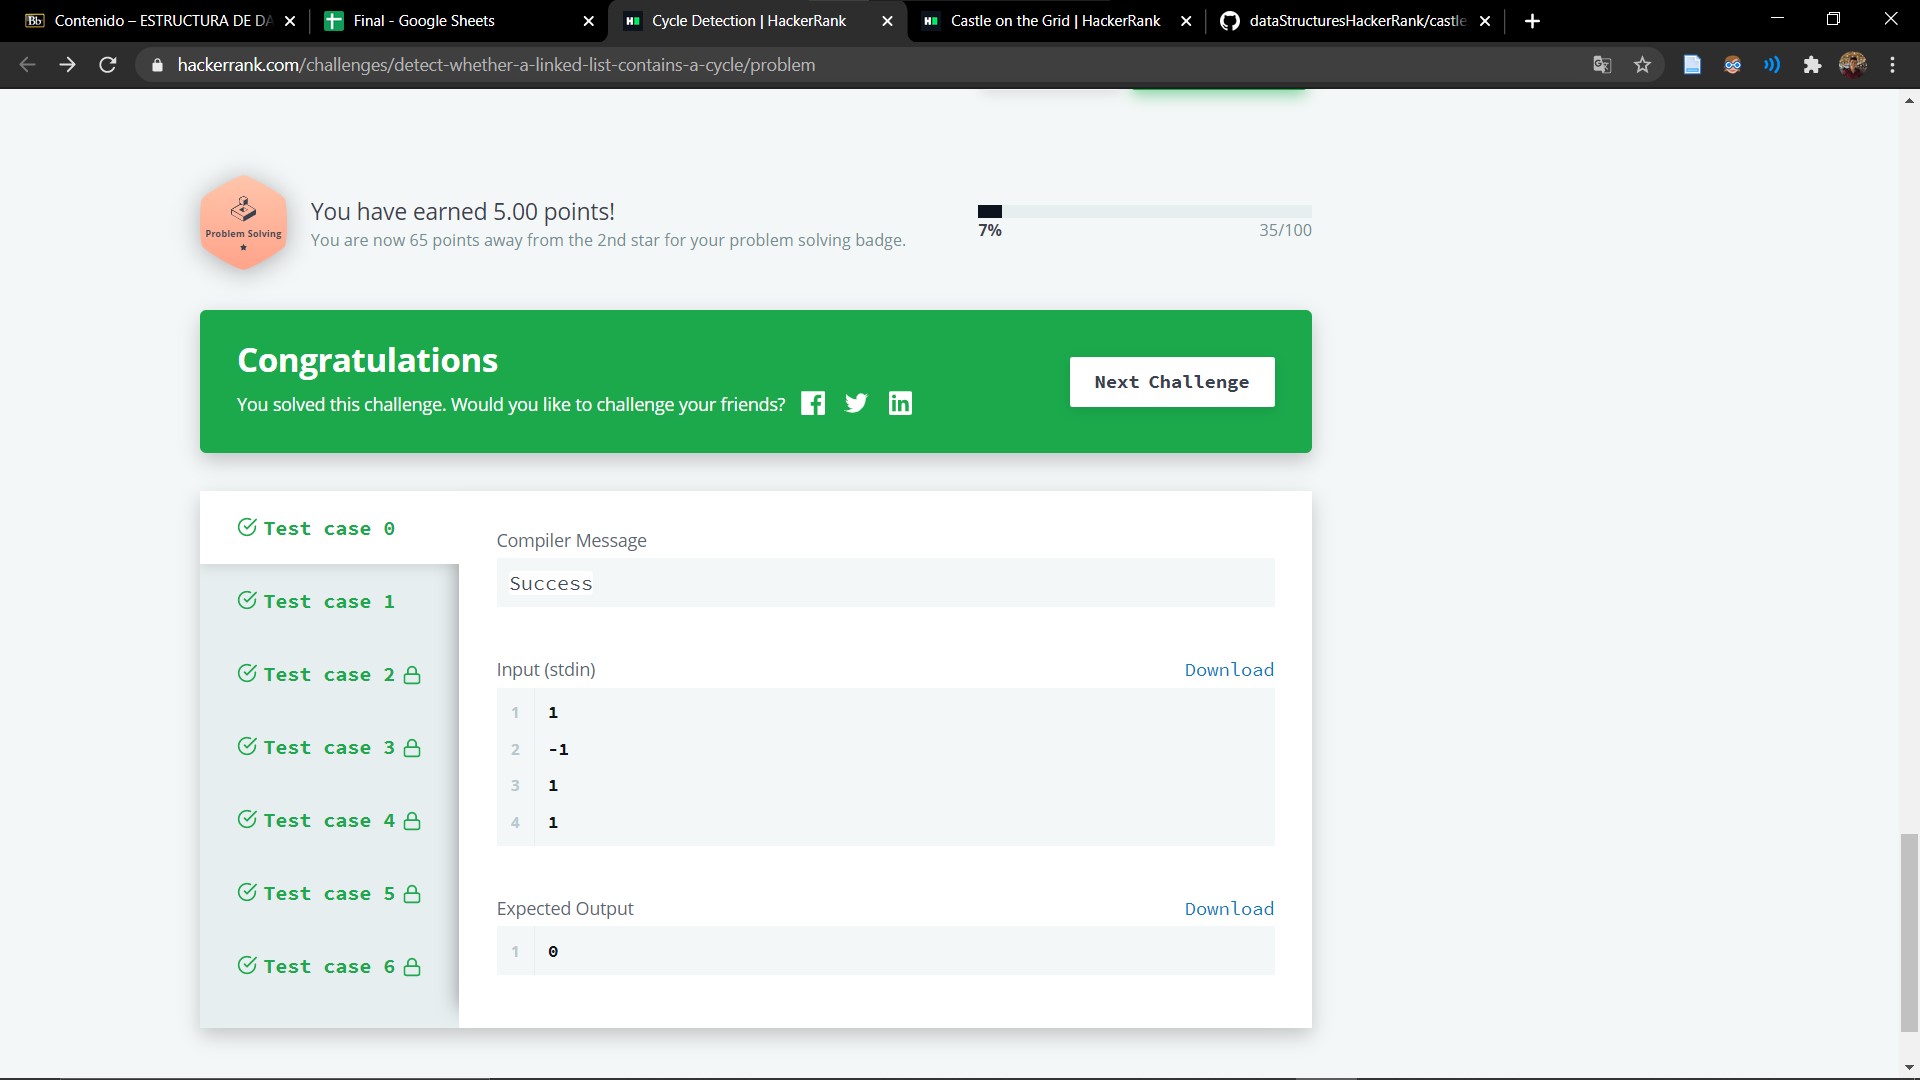 Contenido – ESTRUCTURA DE DA
Final - Google Sheets
Cycle Detection | HackerRank
Castle on the Grid | HackerRank
dataStructuresHackerRank/castle
hackerrank.com/challenges/detect-whether-a-linked-list-contains-a-cycle/problem
Problem Solving
You have earned 5.00 points!
You are now 65 points away from the 2nd star for your problem solving badge.
7%
35/100
Congratulations
You solved this challenge. Would you like to challenge your friends?
Next Challenge
Test case 0
Test case 1
Test case 2
Test case 3
Test case 4
Test case 5
Test case 6
Compiler Message
Success
Input (stdin)
Download
1 1
2 -1
3 1
4 1
Expected Output
Download
1 0